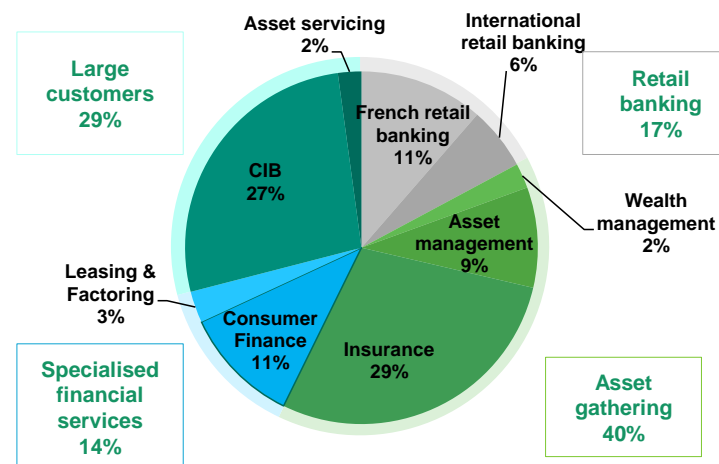 Asset servicing
2%
International
retail banking
6%
Large
customers
29%
Retail
banking
17%
French retail
banking
11%
CIB
27%
Wealth
management
2%
Asset
management
9%
Leasing &
Factoring
3%
Consumer
Finance
11%
Insurance
29%
Specialised
financial
services
14%
Asset
gathering
40%